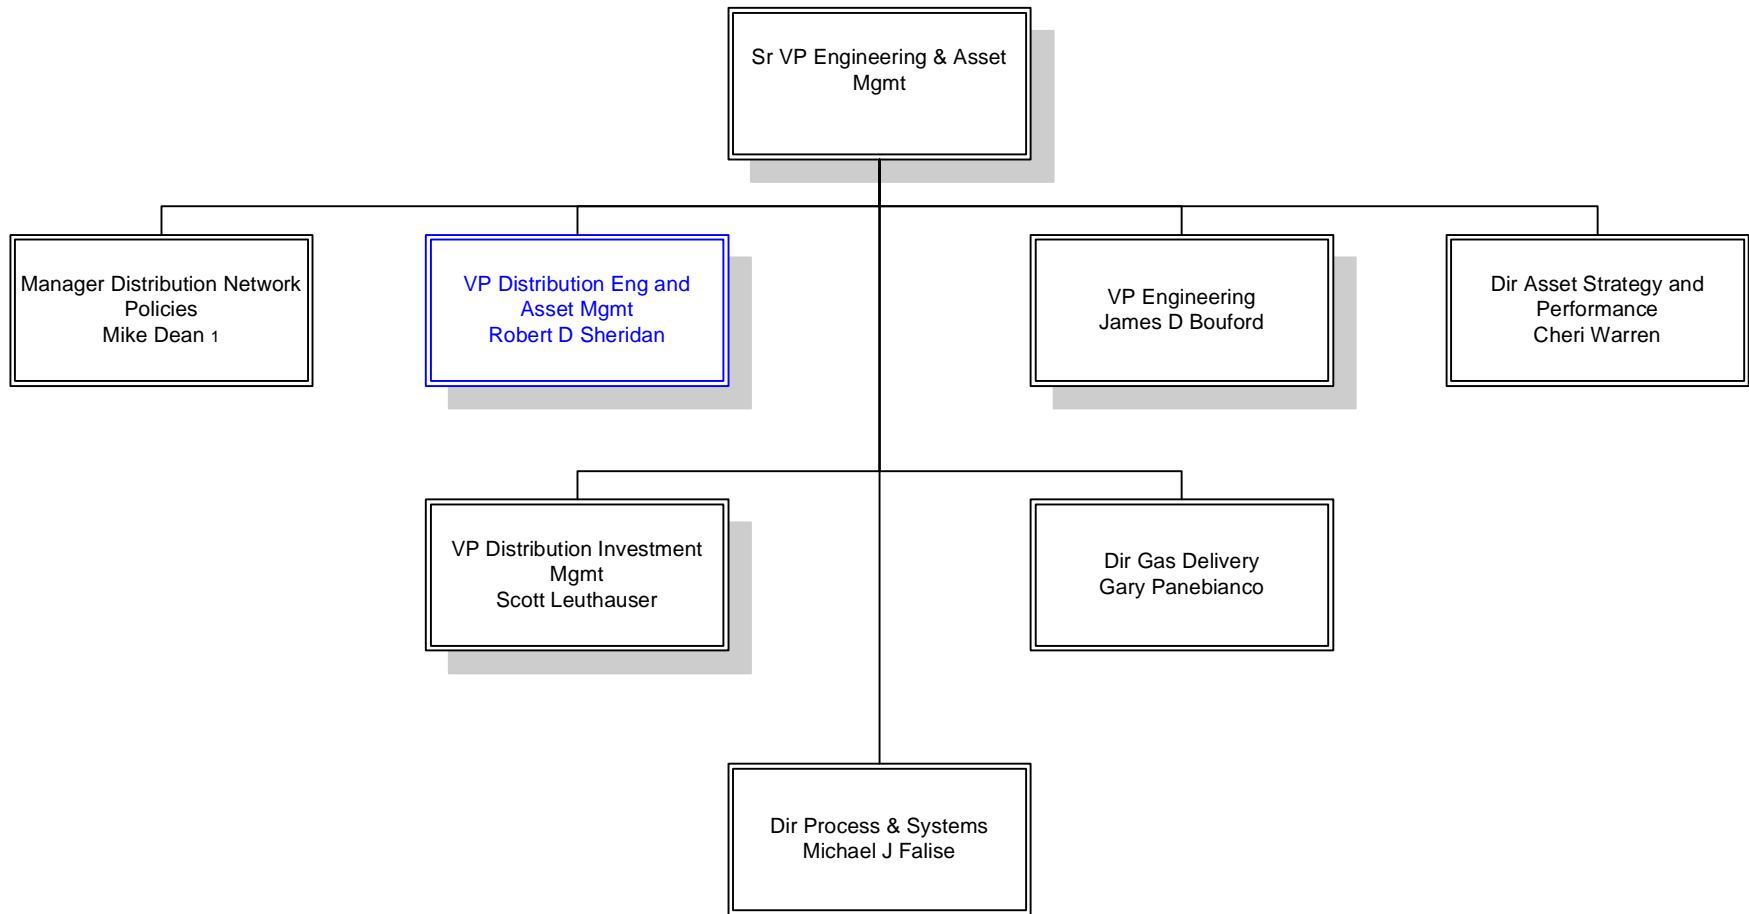 Sr VP Engineering & Asset
Mgmt
Manager Distribution Network
Policies
Mike Dean 1
VP Distribution Eng and
Asset Mgmt
Robert D Sheridan
VP Engineering
James D Bouford
Dir Asset Strategy and
Performance
Cheri Warren
VP Distribution Investment
Mgmt
Scott Leuthauser
Dir Gas Delivery
Gary Panebianco
Dir Process & Systems
Michael J Falise